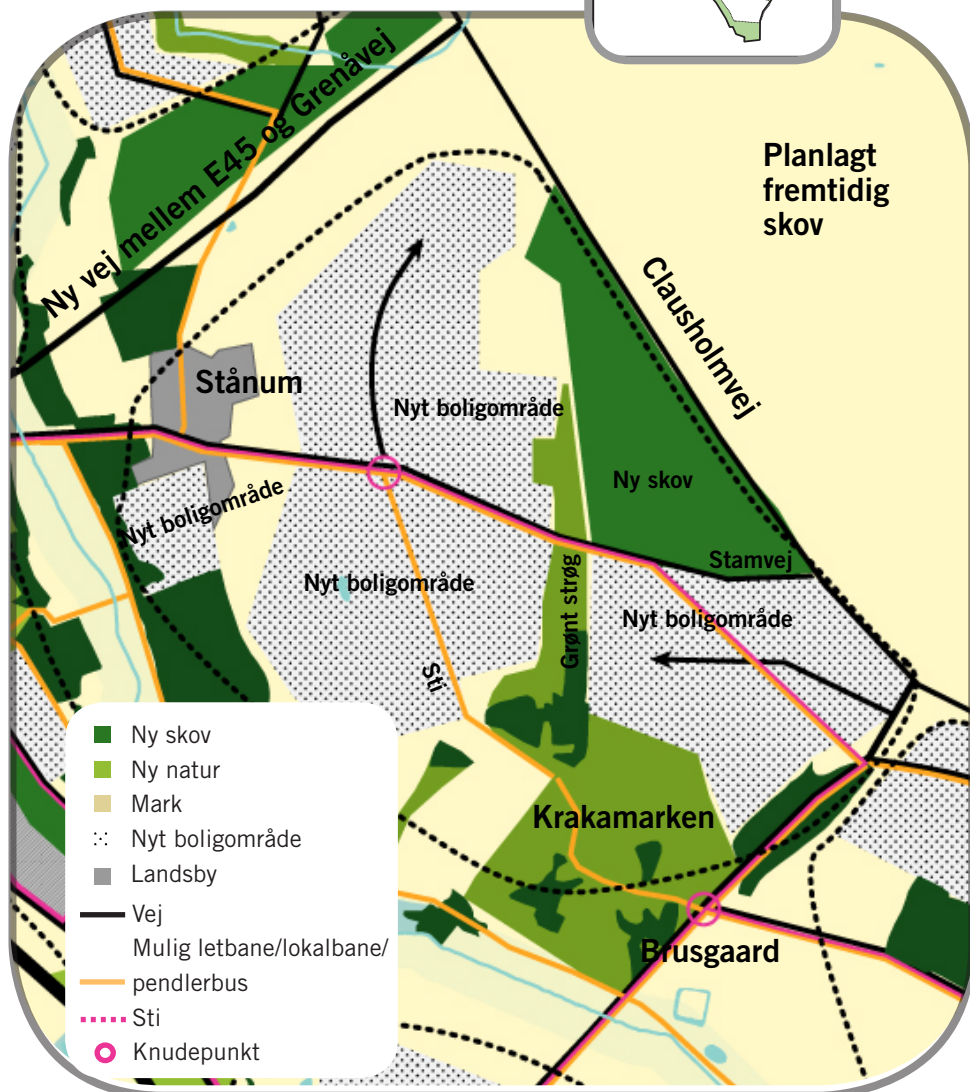 Ny vej mellem E45 og Grenåvej
Planlagt
fremtidig
skov
Clausholmvej
Stånum
Nyt boligområde
Ny skov
Nyt boligområde
Stamvej
Nyt boligområde
Grønt strøg
Nyt boligområde
Sti
Krakamarken
Brusgaard
Ny skov
Ny natur
Mark
Nyt boligområde
Landsby
Vej
Mulig letbane/lokalbane/
pendlerbus
Sti
Knudepunkt